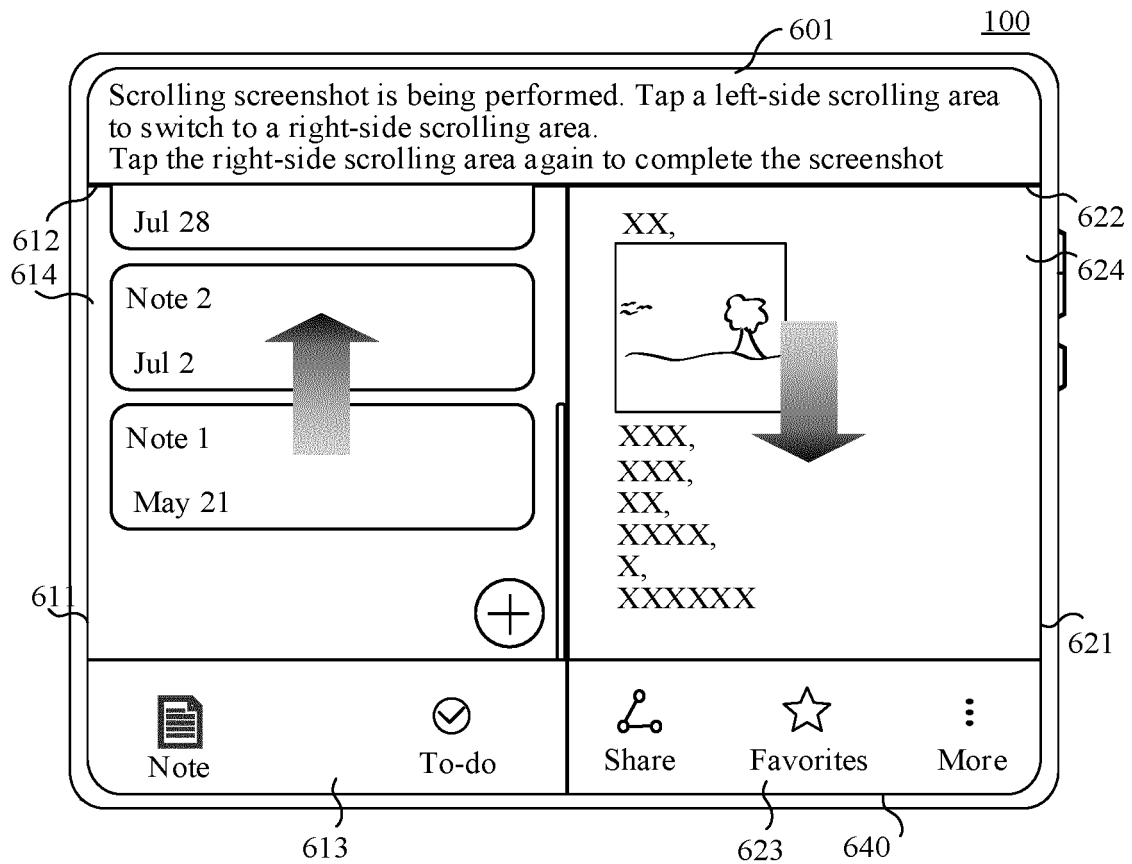 100
601
Scrolling screenshot is being performed. Tap a left-side scrolling area
to switch to a right-side scrolling area.
Tap the right-side scrolling area again to complete the screenshot
612
614
622
624
Jul 28
Note 2
Jul 2
Note 1
May 21
XX,
XXX,
XXX,
XX,
XXXX,
X,
XXXXXX
611
621
Note
To-do
Share
Favorites
More
613
623
640